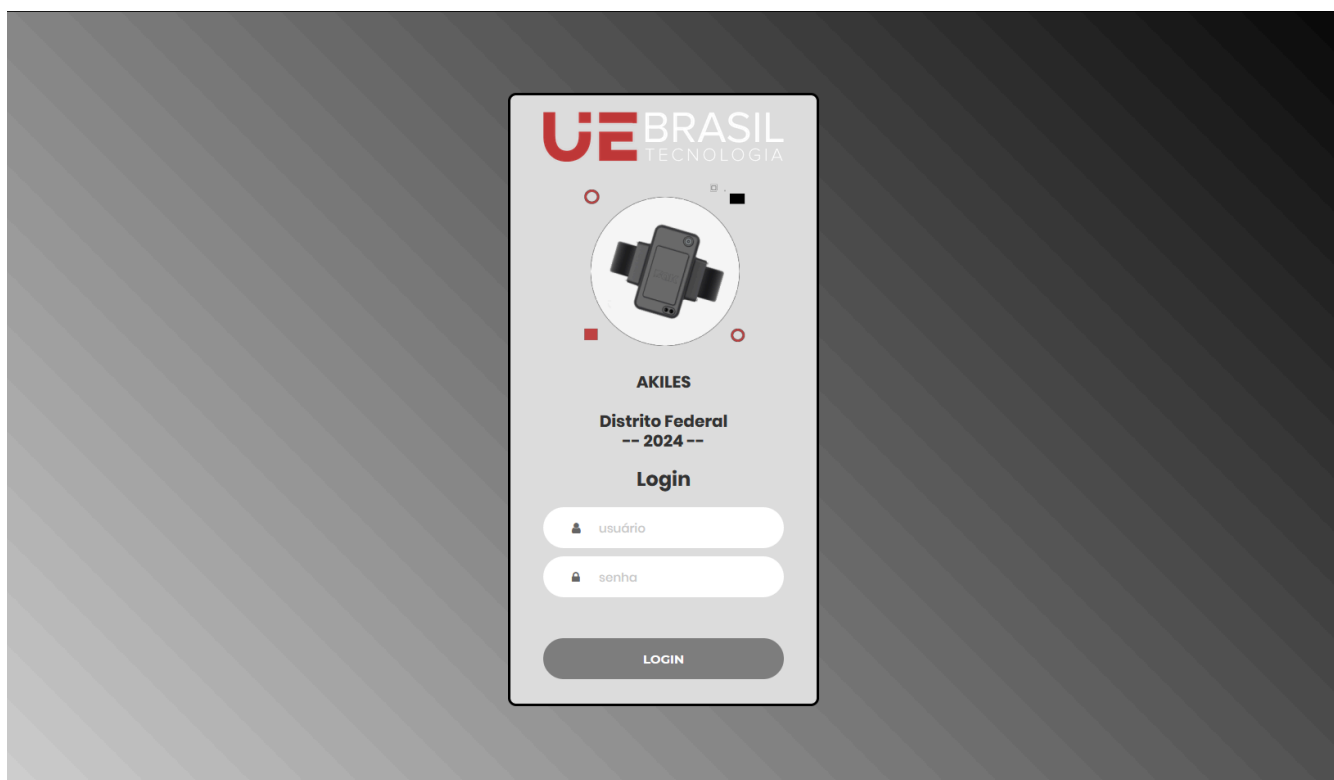 UE BRASIL
TECNOLOGIA
AKILES
Distrito Federal
-- 2024 --
Login
usuário
senha
LOGIN